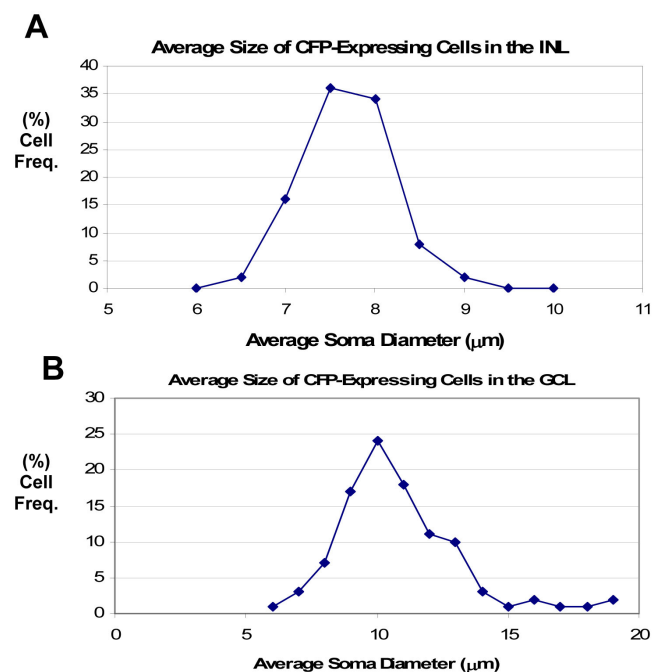 A
Average Size of CFP-Expressing Cells in the INL
40
35
30
25
20
15
10
5
0
(%)
Cell
Freq.
5 6 7 8 9 10 11
Average Soma Diameter (μm)
B
Average Size of CFP-Expressing Cells in the GCL
30
25
20
15
10
5
0
(%)
Cell
Freq.
0 5 10 15 20
Average Soma Diameter (μm)